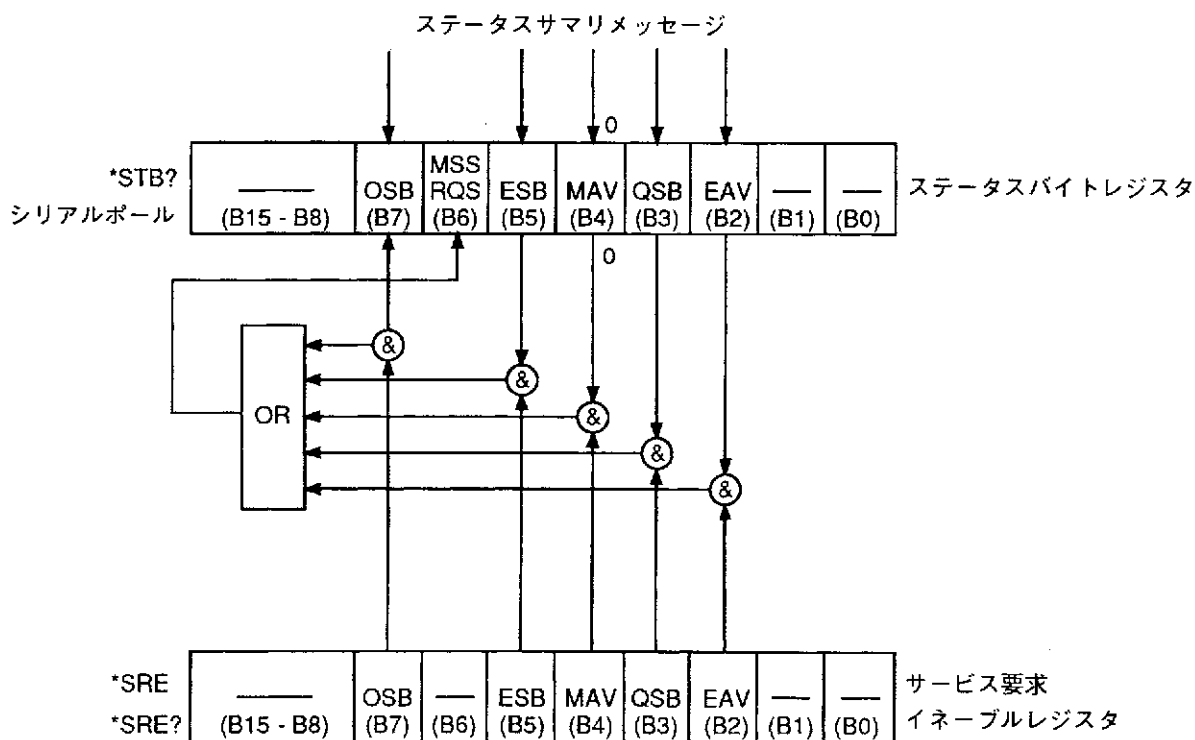 ステータスサマリメッセージ
0
*STB?
シリアルポール
(B15 - B8)
OSB
(B7)
MSS
RQS
(B6)
ESB
(B5)
MAV
(B4)
QSB
(B3)
EAV
(B2)
(B1)
(B0)
ステータスバイトレジスタ
0
&
&
OR
&
&
&
*SRE
*SRE?
(B15 - B8)
OSB
(B7)
(B6)
ESB
(B5)
MAV
(B4)
QSB
(B3)
EAV
(B2)
(B1)
(B0)
サービス要求
イネーブルレジスタ